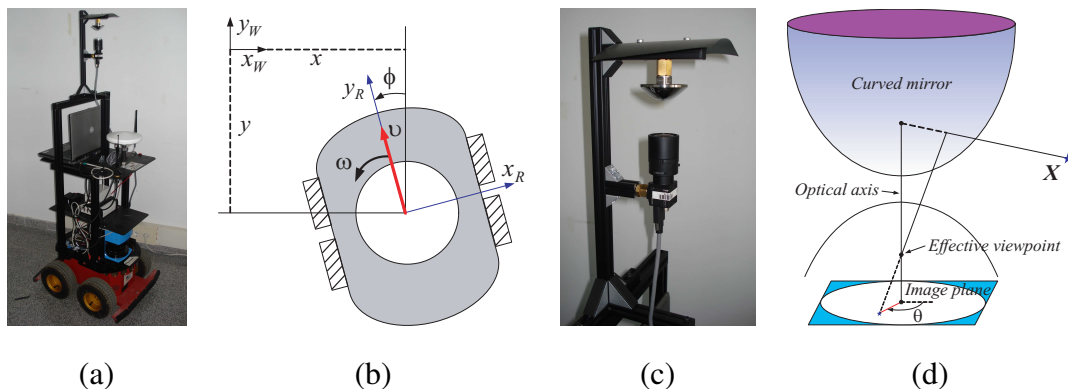 y_W
x_W
x
y_R
ϕ
y
υ
ω
x_R
Curved mirror
X
Optical axis
Effective viewpoint
Image plane
θ
(a)
(b)
(c)
(d)